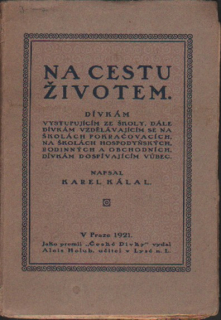 NA CESTU
ŽIVOTEM.
DÍVKÁM
VYSTUPUJÍCÍM ZE ŠKOLY, DÁLE
DÍVKÁM VZDĚLÁVAJÍCÍM SE NA
ŠKOLÁCH POKRAČOVACÍCH,
NA ŠKOLÁCH HOSPODYŇSKÝCH,
RODINNÝCH A OBCHODNÍCH,
DÍVKÁM DOSPÍVAJÍCÍM VŮBEC.
NAPSAL
KAREL KÁLAL.
V Praze 1921.
Jako premii „České Dívky“ vydal
Alois Holub, učitel v Lysé n. L.